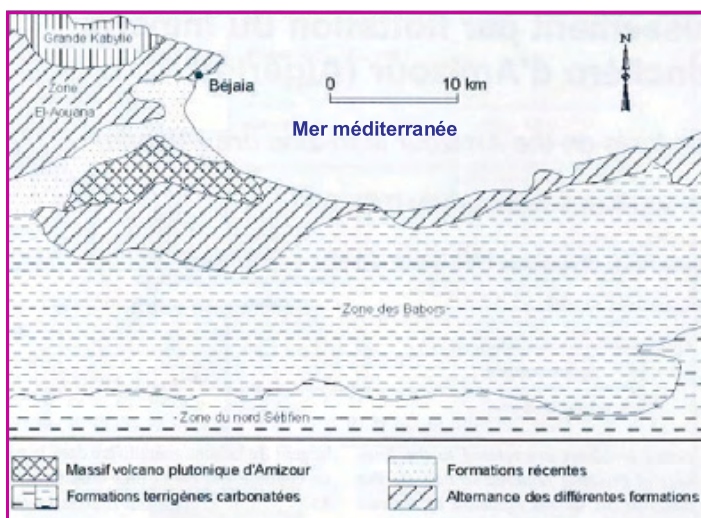 Grande Kabylie
N
Zone
El-Aouana
Béjaia
0 10 km
Mer méditerranée
Zone des Babors
Zone du nord Sétifien
Massif volcano plutonique d'Amizour
Formations récentes
Formations terrigènes carbonatées
Alternance des différentes formations